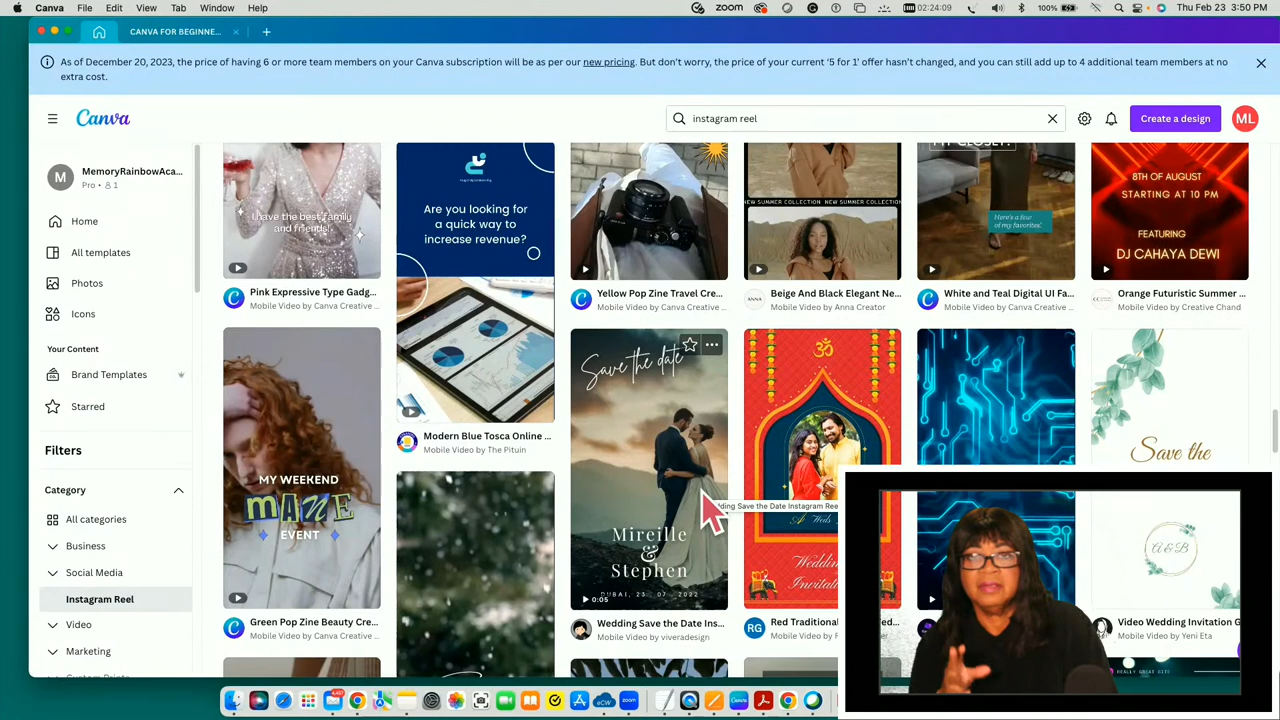 Canva File Edit View Tab Window Help
zoom
02:24:09
100%
Thu Feb 23 3:50 PM
CANVA FOR BEGINNE...
As of December 20, 2023, the price of having 6 or more team members on your Canva subscription will be as per our new pricing. But don't worry, the price of your current '5 for 1' offer hasn't changed, and you can still add up to 4 additional team members at no
extra cost.
Canva
instagram reel
Create a design
ML
M
MemoryRainbowAca...
Pro • 1
Home
All templates
Photos
Icons
Your Content
Brand Templates
Starred
Filters
Category
All categories
Business
Social Media
Instagram Reel
Video
Marketing
I have the best family
and friends!
Pink Expressive Type Gadg...
Mobile Video by Canva Creative ...
MY WEEKEND
MAZE
EVENT
Green Pop Zine Beauty Cre...
Mobile Video by Canva Creative ...
Are you looking for
a quick way to
increase revenue?
Modern Blue Tosca Online ...
Mobile Video by The Pituin
Yellow Pop Zine Travel Cre...
Mobile Video by Canva Creative ...
Save the date
Mireille
&
Stephen
DUBAI, 23. 07. 2022
0:05
Wedding Save the Date Ins...
Mobile Video by viveradesign
NEW SUMMER COLLECTION
NEW SUMMER
ANNA
Beige And Black Elegant Ne...
Mobile Video by Anna Creator
ॐ
Wedding
RG
Red Traditional
Mobile Video by R
MY CLOSET!
Here's a few
of my favorites!
White and Teal Digital UI Fa...
Mobile Video by Canva Creative ...
8TH OF AUGUST
STARTING AT 10 PM
FEATURING
DJ CAHAYA DEWI
Orange Futuristic Summer ...
Mobile Video by Creative Chand
Save the
A & B
Video Wedding Invitation G
Mobile Video by Yeni Eta
Wedding Save the Date Instagram Ree